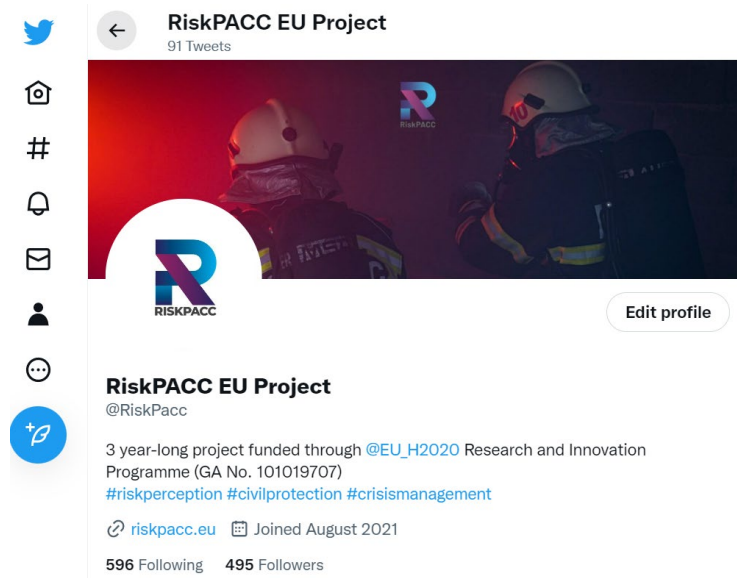 RiskPACC EU Project
91 Tweets
RiskPACC
RISKPACC
Edit profile
RiskPACC EU Project
@RiskPacc
3 year-long project funded through @EU_H2020 Research and Innovation
Programme (GA No. 101019707)
#riskperception #civilprotection #crisismanagement
riskpacc.eu Joined August 2021
596 Following 495 Followers